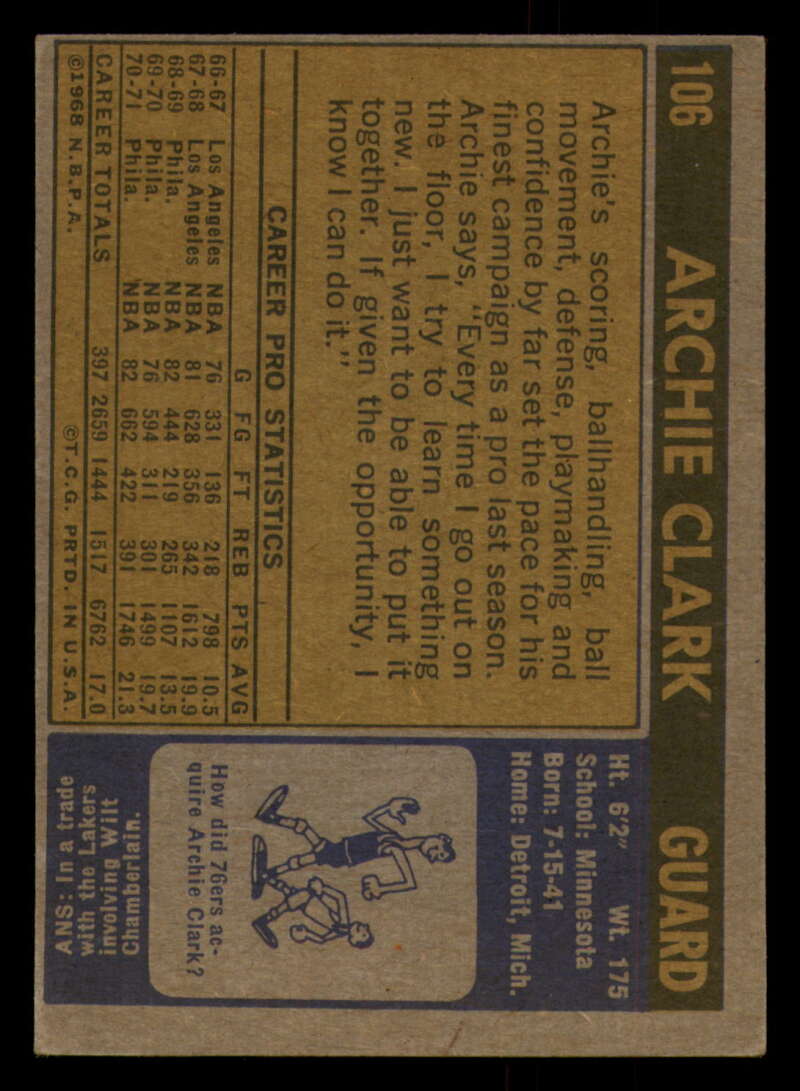 106 ARCHIE CLARK GUARD
Archie's scoring, ballhandling, ball
movement, defense, playmaking and
confidence by far set the pace for his
finest campaign as a pro last season.
Archie says, "Every time I go out on
the floor, I try to learn something
new. I just want to be able to put it
together. If given the opportunity, I
know I can do it."
CAREER PRO STATISTICS
G FG FT REB PTS AVG
66-67 Los Angeles NBA 76 331 136 218 798 10.5
67-68 Los Angeles NBA 81 628 356 342 1612 19.9
68-69 Phila. NBA 82 444 219 265 1107 13.5
69-70 Phila. NBA 76 594 311 301 1499 19.7
70-71 Phila. NBA 82 662 422 391 1746 21.3
CAREER TOTALS 397 2659 1444 1517 6762 17.0
©1968 N.B.P.A. ©T.C.G. PRTD. IN U.S.A.
Ht. 6'2" Wt. 175
School: Minnesota
Born: 7-15-41
Home: Detroit, Mich.
How did 76ers ac-
quire Archie Clark?
ANS: In a trade
with the Lakers
involving Wilt
Chamberlain.